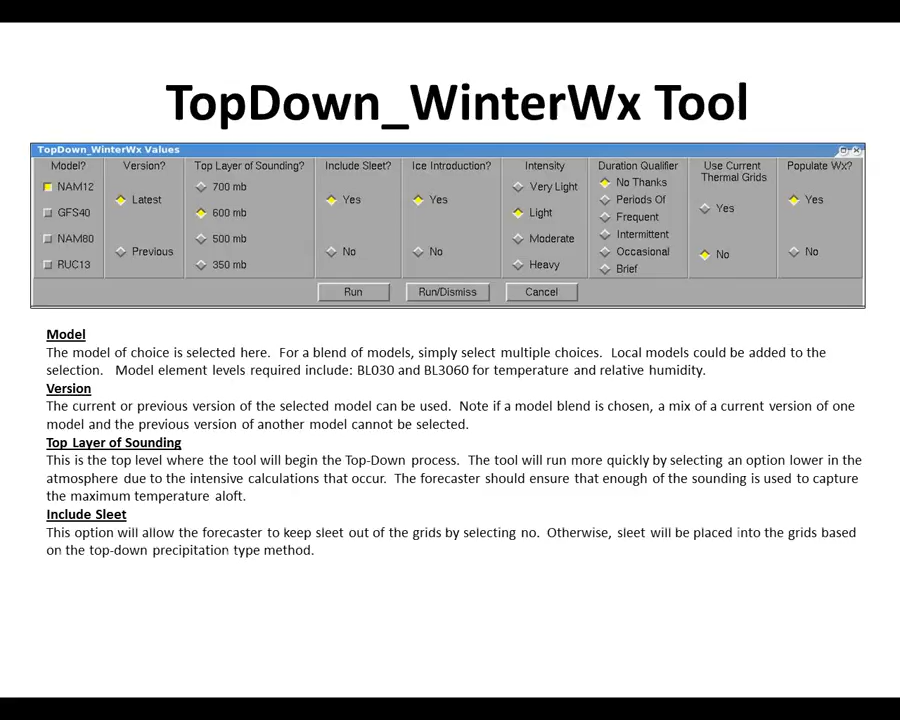 TopDown_WinterWx Tool
TopDown_WinterWx Values
Model?
NAM12
GFS40
NAM80
RUC13
Version?
Latest
Previous
Top Layer of Sounding?
700 mb
600 mb
500 mb
350 mb
Include Sleet?
Yes
No
Ice Introduction?
Yes
No
Intensity
Very Light
Light
Moderate
Heavy
Duration Qualifier
No Thanks
Periods Of
Frequent
Intermittent
Occasional
Brief
Use Current
Thermal Grids
Yes
No
Populate Wx?
Yes
No
Run
Run/Dismiss
Cancel
Model
The model of choice is selected here. For a blend of models, simply select multiple choices. Local models could be added to the
selection. Model element levels required include: BL030 and BL3060 for temperature and relative humidity.
Version
The current or previous version of the selected model can be used. Note if a model blend is chosen, a mix of a current version of one
model and the previous version of another model cannot be selected.
Top Layer of Sounding
This is the top level where the tool will begin the Top-Down process. The tool will run more quickly by selecting an option lower in the
atmosphere due to the intensive calculations that occur. The forecaster should ensure that enough of the sounding is used to capture
the maximum temperature aloft.
Include Sleet
This option will allow the forecaster to keep sleet out of the grids by selecting no. Otherwise, sleet will be placed into the grids based
on the top-down precipitation type method.